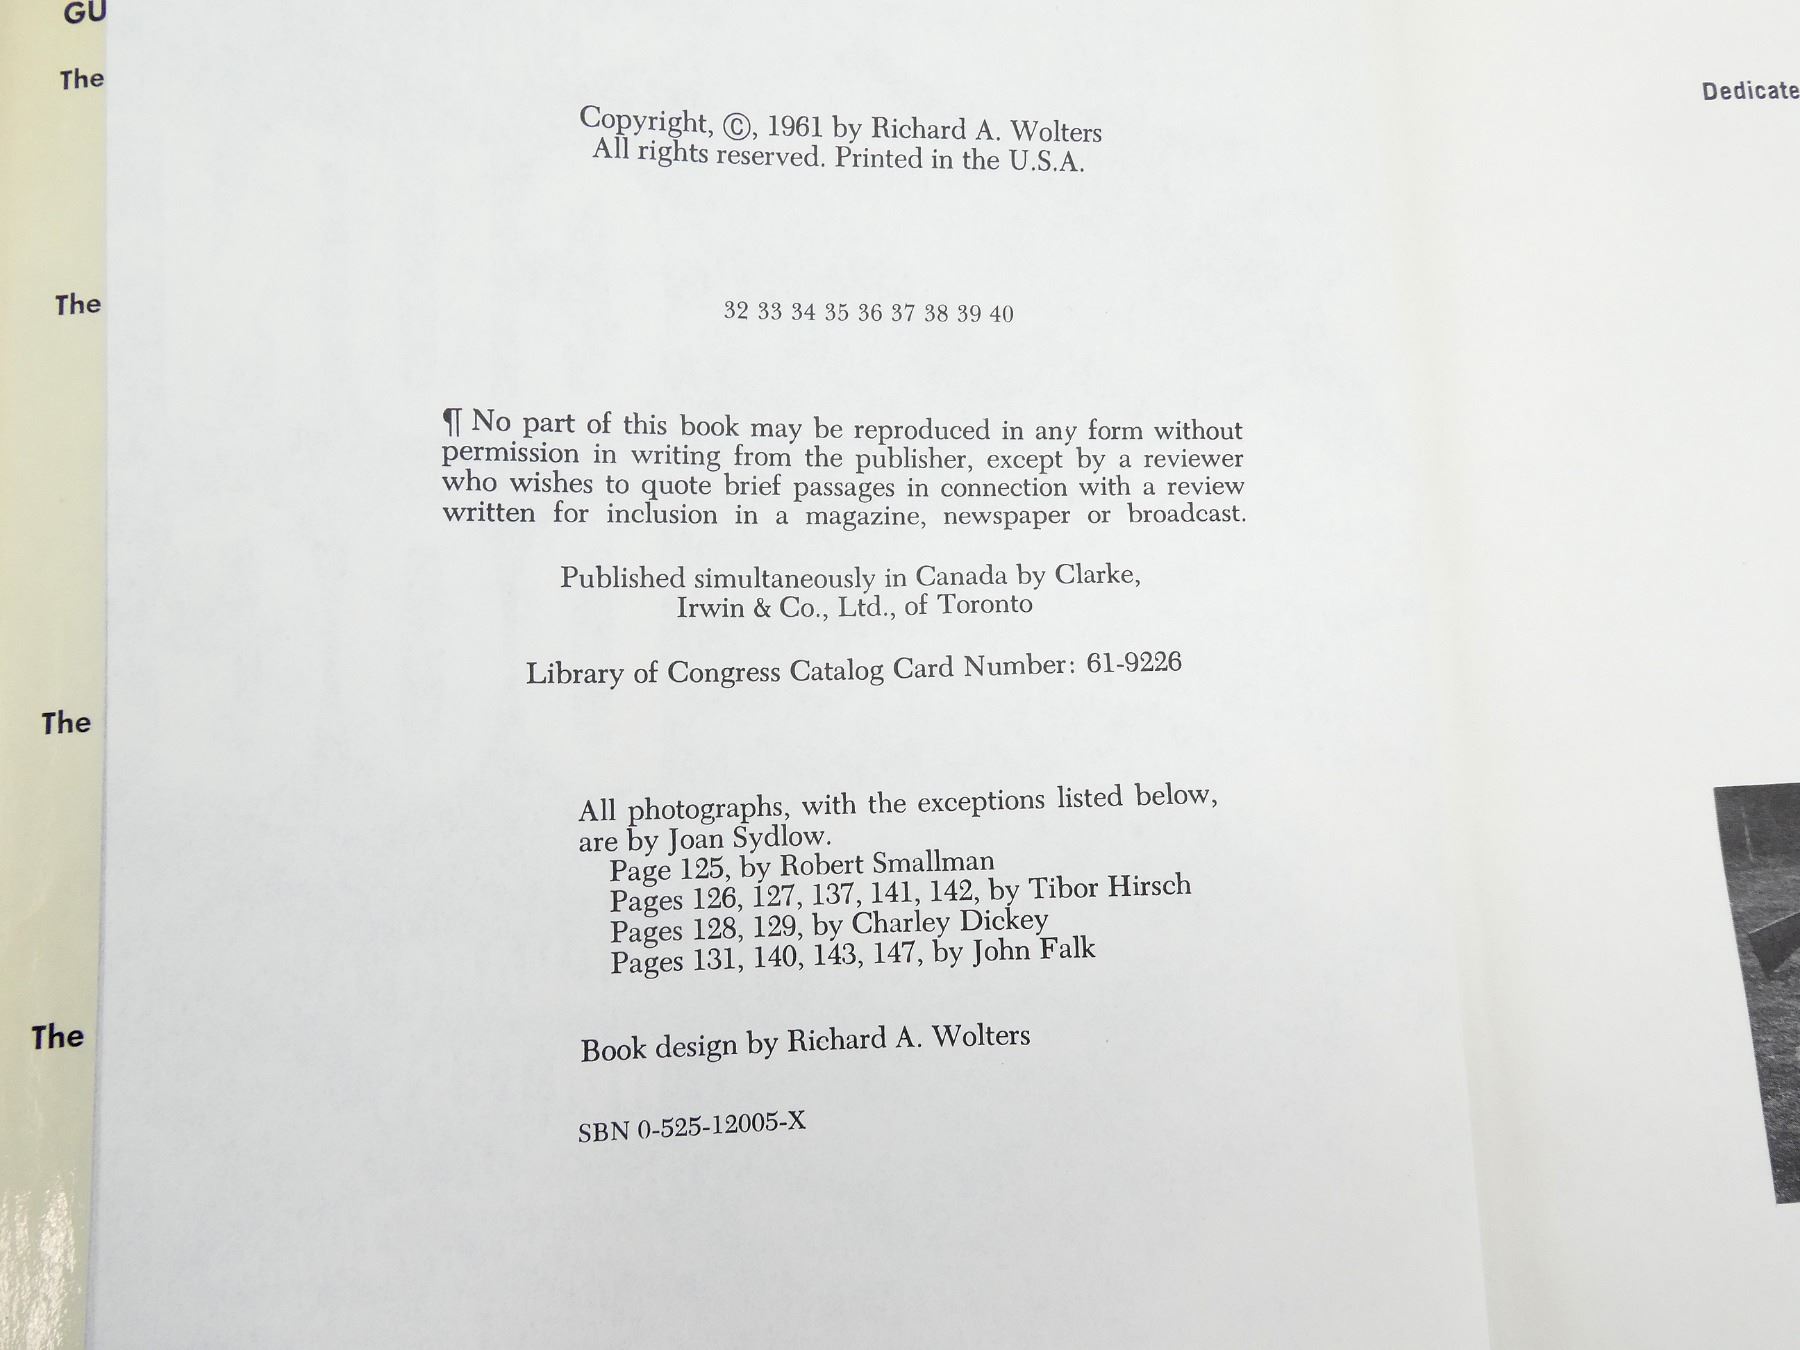 GU
The
The
The
The
Copyright, ©, 1961 by Richard A. Wolters
All rights reserved. Printed in the U.S.A.
32 33 34 35 36 37 38 39 40
¶ No part of this book may be reproduced in any form without
permission in writing from the publisher, except by a reviewer
who wishes to quote brief passages in connection with a review
written for inclusion in a magazine, newspaper or broadcast.
Published simultaneously in Canada by Clarke,
Irwin & Co., Ltd., of Toronto
Library of Congress Catalog Card Number: 61-9226
All photographs, with the exceptions listed below,
are by Joan Sydlow.
Page 125, by Robert Smallman
Pages 126, 127, 137, 141, 142, by Tibor Hirsch
Pages 128, 129, by Charley Dickey
Pages 131, 140, 143, 147, by John Falk
Book design by Richard A. Wolters
SBN 0-525-12005-X
Dedicate